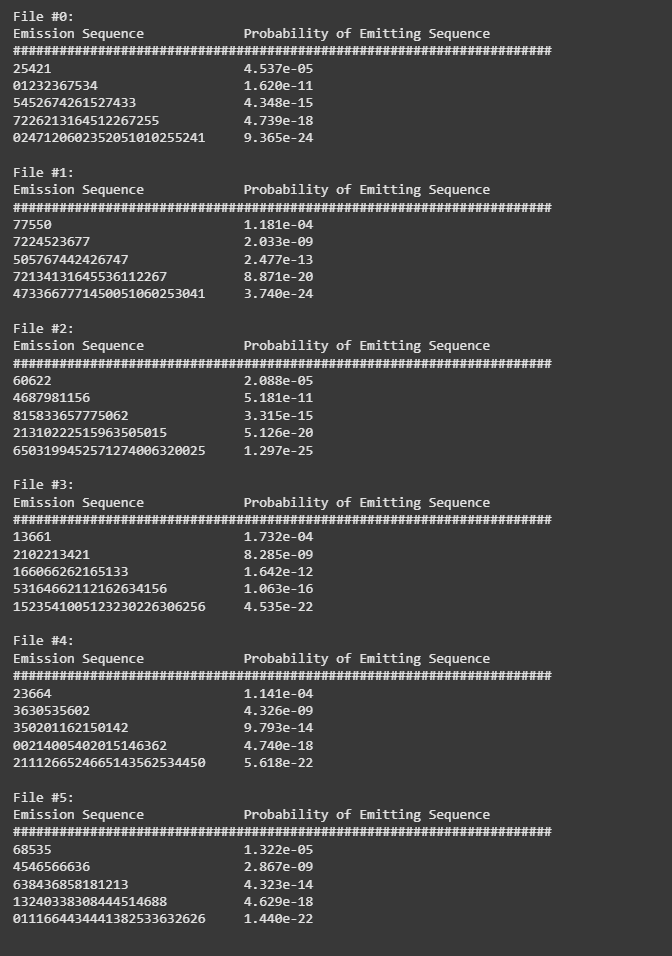 File #0:
Emission Sequence             Probability of Emitting Sequence
######################################################################
25421                         4.537e-05
01232367534                   1.620e-11
5452674261527433              4.348e-15
7226213164512267255           4.739e-18
0247120602352051010255241     9.365e-24

File #1:
Emission Sequence             Probability of Emitting Sequence
######################################################################
77550                         1.181e-04
7224523677                    2.033e-09
505767442426747               2.477e-13
72134131645536112267          8.871e-20
4733667771450051060253041     3.740e-24

File #2:
Emission Sequence             Probability of Emitting Sequence
######################################################################
60622                         2.088e-05
4687981156                    5.181e-11
815833657775062               3.315e-15
21310222515963505015          5.126e-20
6503199452571274006320025     1.297e-25

File #3:
Emission Sequence             Probability of Emitting Sequence
######################################################################
13661                         1.732e-04
2102213421                    8.285e-09
166066262165133               1.642e-12
53164662112162634156          1.063e-16
1523541005123230226306256     4.535e-22

File #4:
Emission Sequence             Probability of Emitting Sequence
######################################################################
23664                         1.141e-04
3630535602                    4.326e-09
350201162150142               9.793e-14
00214005402015146362          4.740e-18
2111266524665143562534450     5.618e-22

File #5:
Emission Sequence             Probability of Emitting Sequence
######################################################################
68535                         1.322e-05
4546566636                    2.867e-09
638436858181213               4.323e-14
13240338308444514688          4.629e-18
0111664434441382533632626     1.440e-22